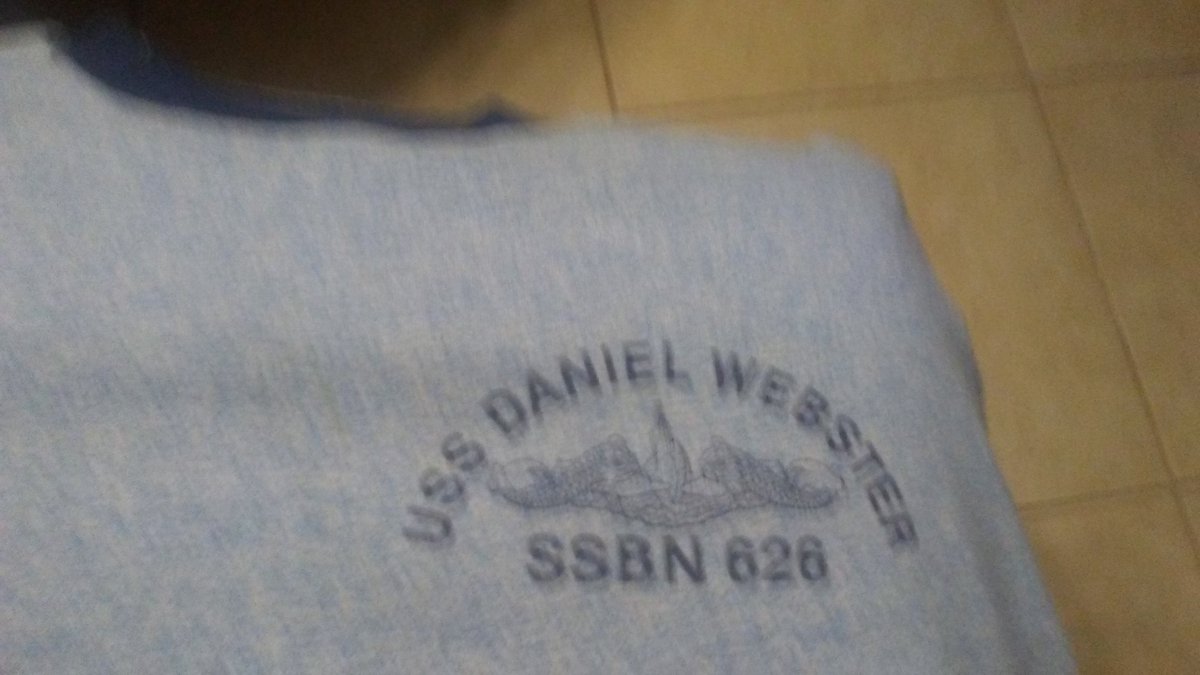 USS DANIEL WEBSTER
SSBN 626